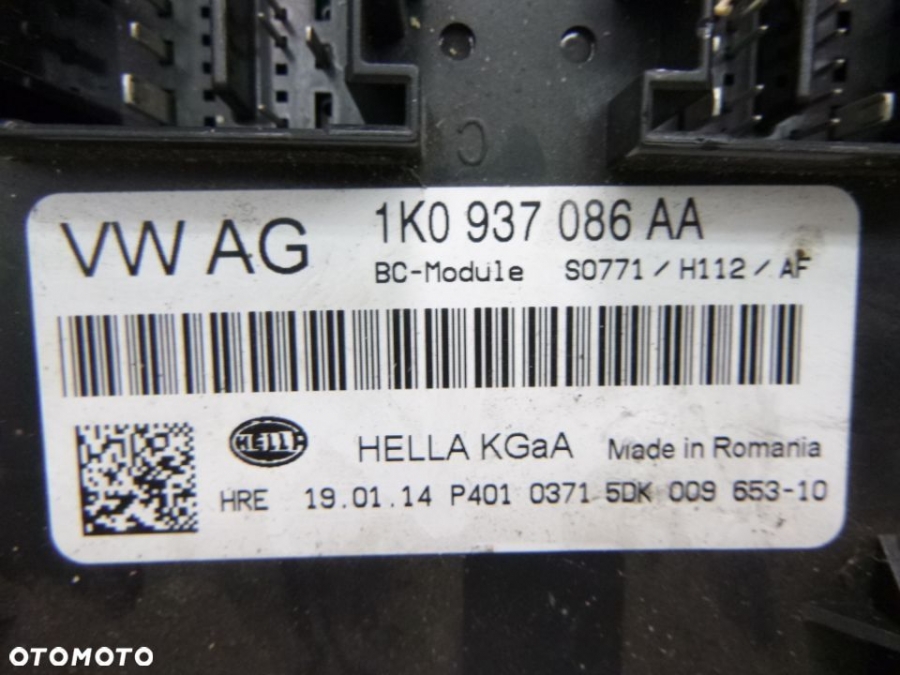 C
VW AG 1K0 937 086 AA
BC-Module S0771 / H112 / AF
HELLA HELLA KGaA Made in Romania
HRE 19.01.14 P401 0371 5DK 009 653-10
OTOMOTO